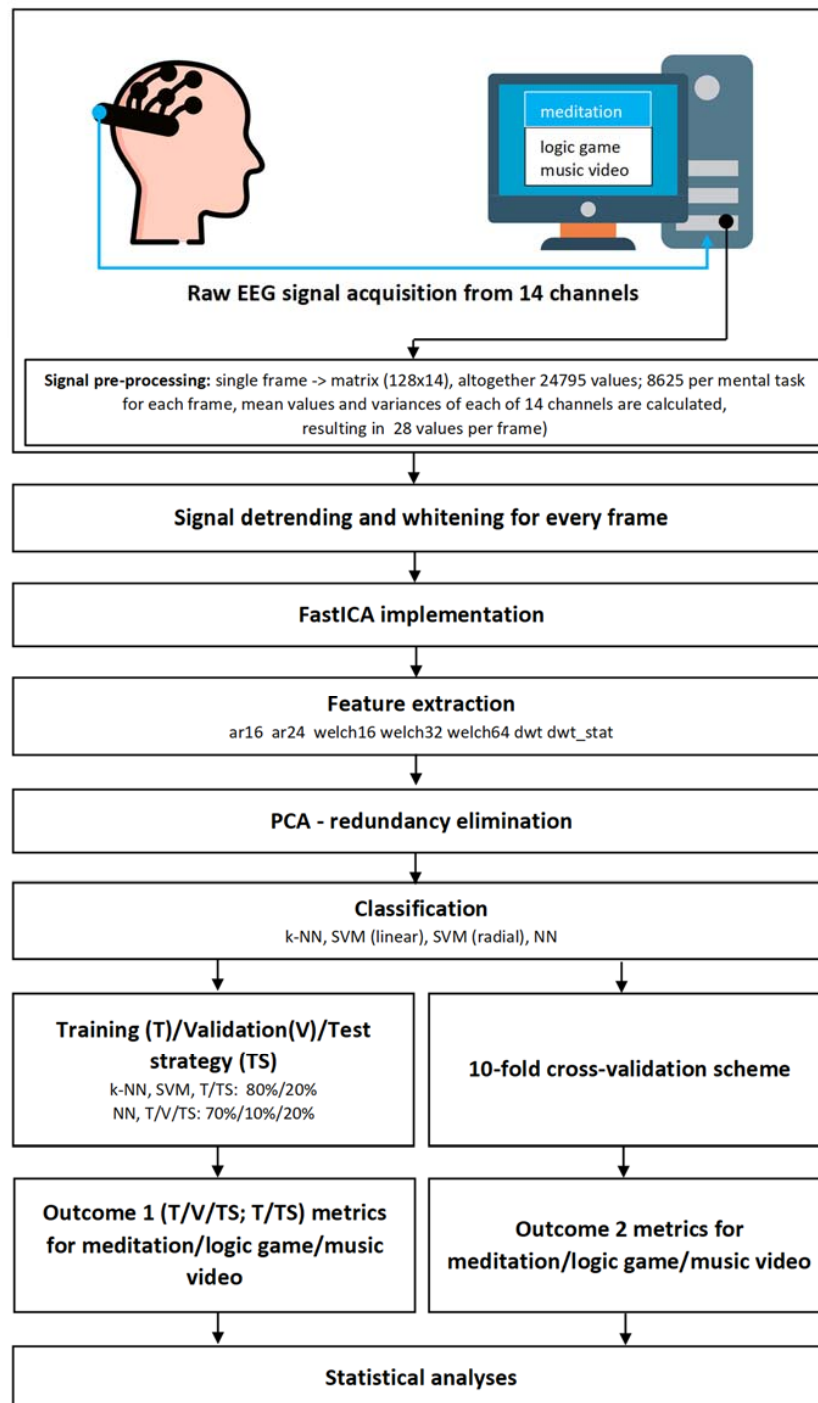 meditation
logic game
music video
Raw EEG signal acquisition from 14 channels
Signal pre-processing: single frame -> matrix (128x14), altogether 24795 values; 8625 per mental task
for each frame, mean values and variances of each of 14 channels are calculated,
resulting in 28 values per frame)
Signal detrending and whitening for every frame
FastICA implementation
Feature extraction
ar16 ar24 welch16 welch32 welch64 dwt dwt_stat
PCA - redundancy elimination
Classification
k-NN, SVM (linear), SVM (radial), NN
Training (T)/Validation(V)/Test
strategy (TS)
k-NN, SVM, T/TS: 80%/20%
NN, T/V/TS: 70%/10%/20%
10-fold cross-validation scheme
Outcome 1 (T/V/TS; T/TS) metrics
for meditation/logic game/music
video
Outcome 2 metrics for
meditation/logic game/music video
Statistical analyses